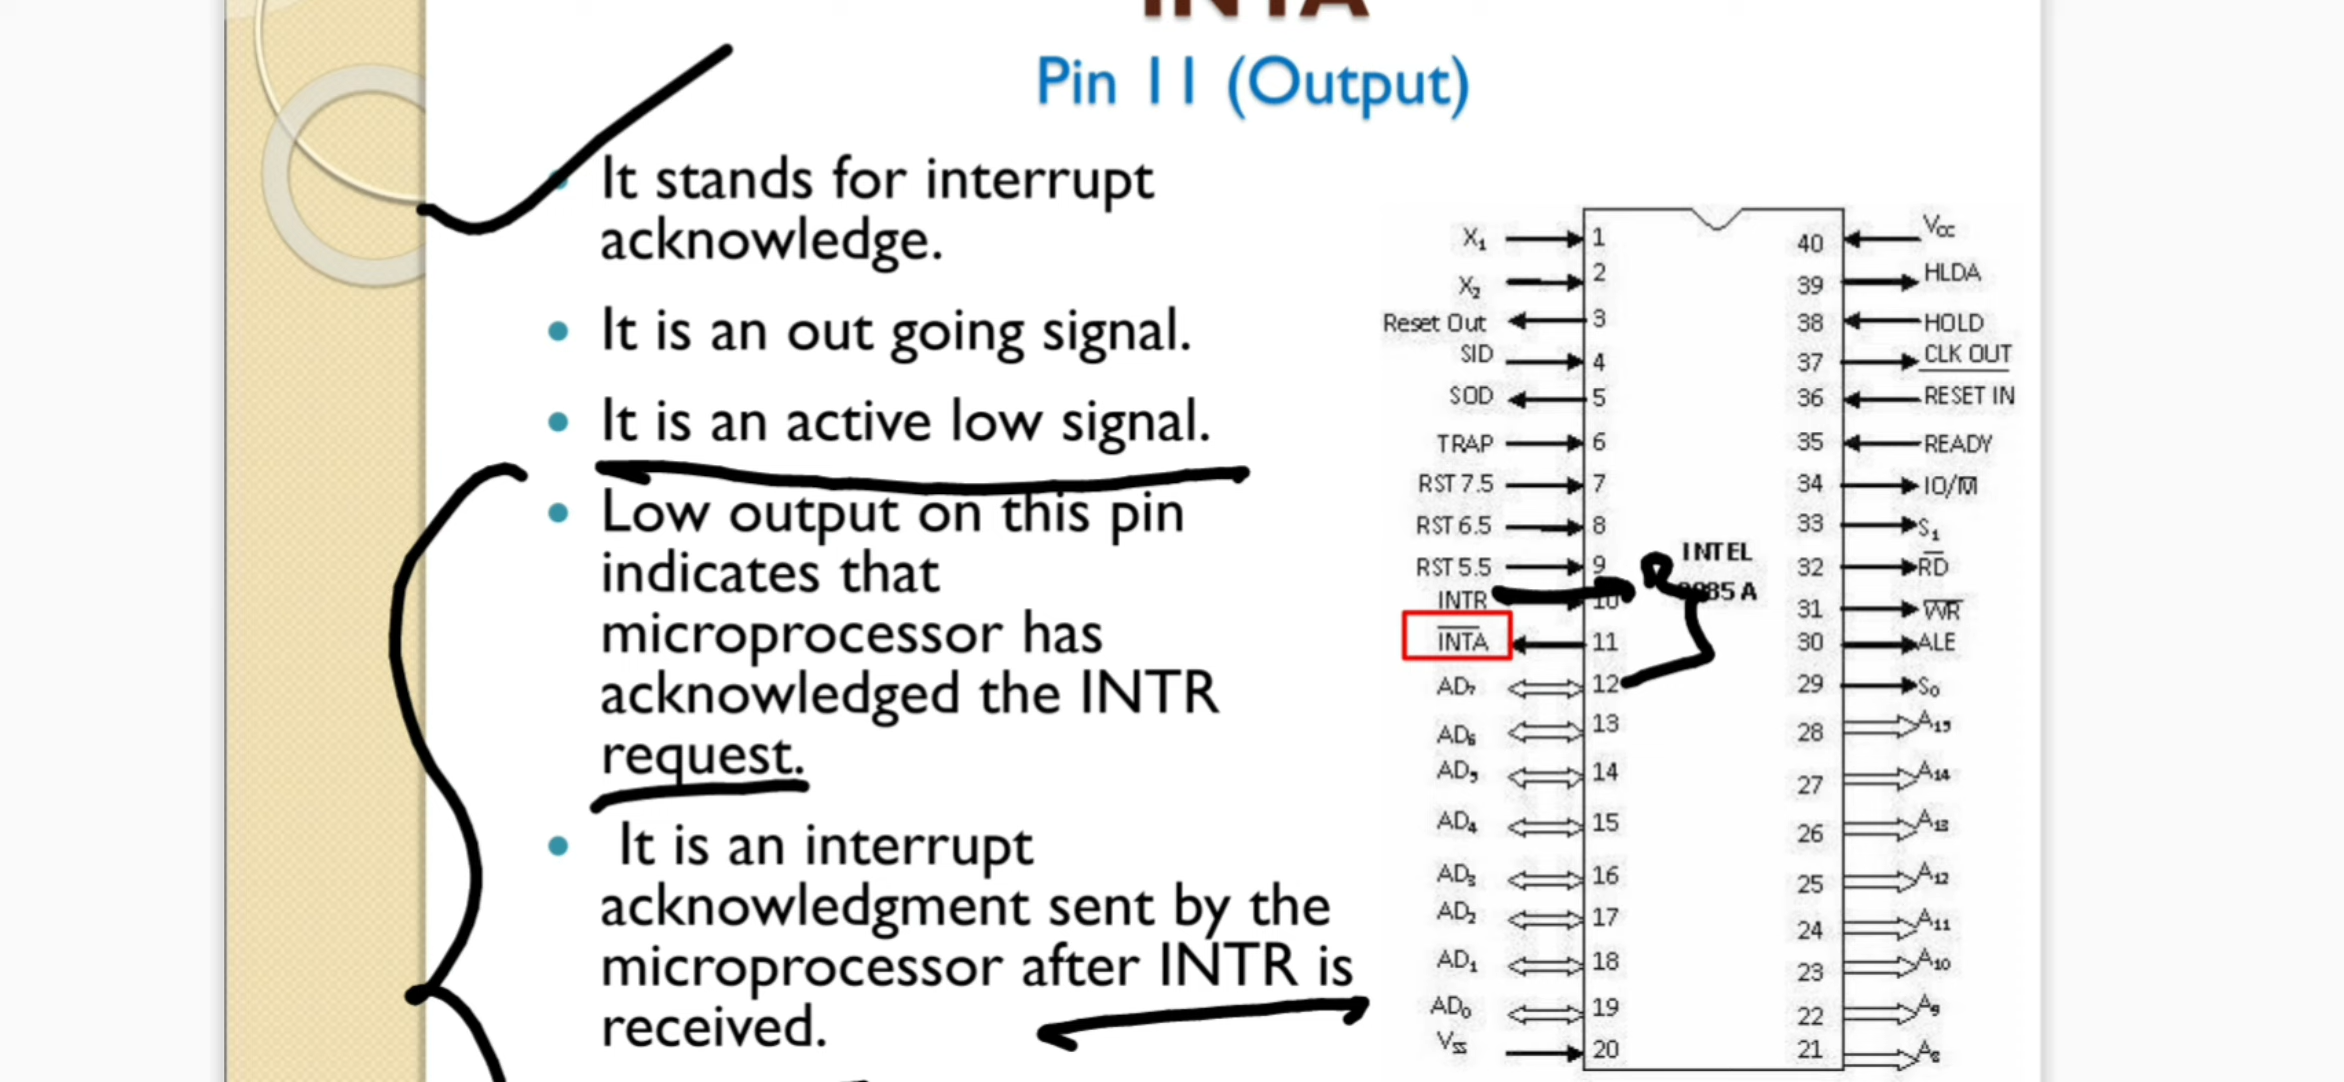 Pin 11 (Output)
• It stands for interrupt
acknowledge.
• It is an out going signal.
• It is an active low signal.
• Low output on this pin
indicates that
microprocessor has
acknowledged the INTR
request.
• It is an interrupt
acknowledgment sent by the
microprocessor after INTR is
received.
X₁ 1 40 Vcc
X₂ 2 39 HLDA
Reset Out 3 38 HOLD
SID 4 37 CLK OUT
SOD 5 36 RESET IN
TRAP 6 35 READY
RST 7.5 7 34 IO/M̅
RST 6.5 8 33 S₁
INTEL
RST 5.5 9 32 R̅D̅
85 A
INTR 10 31 W̅R̅
I̅N̅T̅A̅ 11 30 ALE
AD₇ 12 29 S₀
AD₆ 13 28 A₁₅
AD₅ 14 27 A₁₄
AD₄ 15 26 A₁₃
AD₃ 16 25 A₁₂
AD₂ 17 24 A₁₁
AD₁ 18 23 A₁₀
AD₀ 19 22 A₉
Vss 20 21 A₈